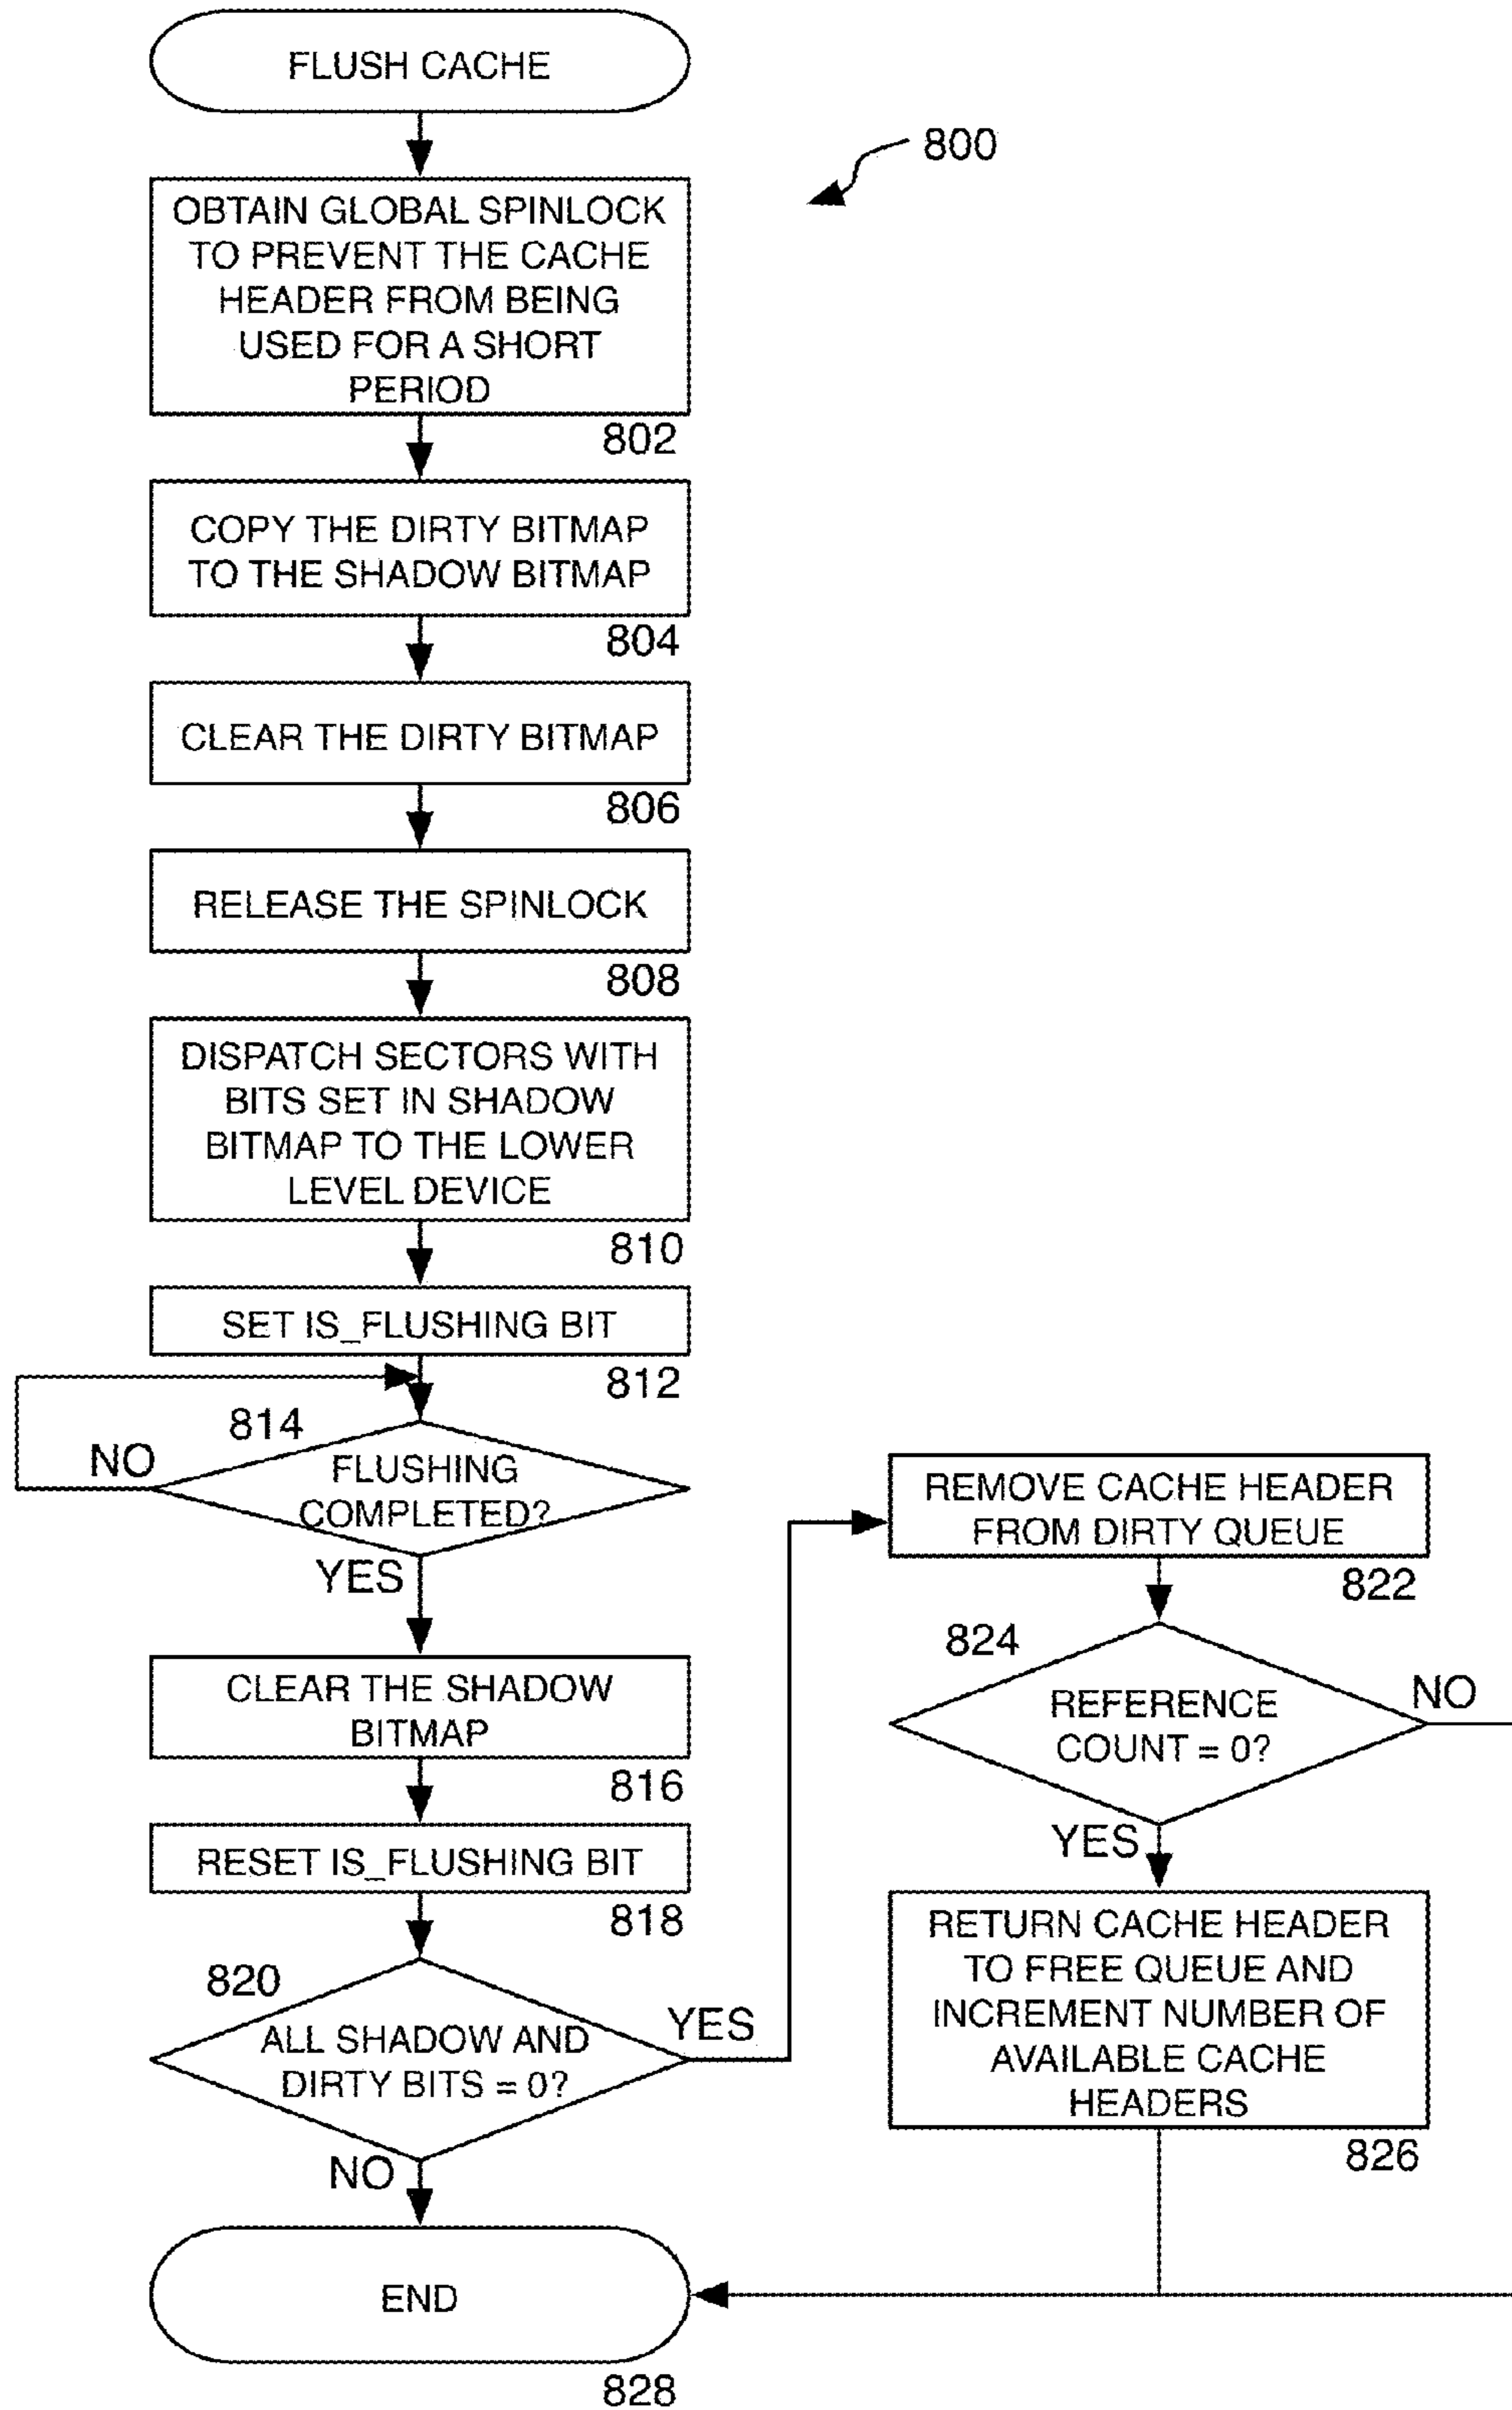 FLUSH CACHE
800
OBTAIN GLOBAL SPINLOCK
TO PREVENT THE CACHE
HEADER FROM BEING
USED FOR A SHORT
PERIOD
802
COPY THE DIRTY BITMAP
TO THE SHADOW BITMAP
804
CLEAR THE DIRTY BITMAP
806
RELEASE THE SPINLOCK
808
DISPATCH SECTORS WITH
BITS SET IN SHADOW
BITMAP TO THE LOWER
LEVEL DEVICE
810
SET IS_FLUSHING BIT
812
814
NO
FLUSHING
COMPLETED?
YES
CLEAR THE SHADOW
BITMAP
816
RESET IS_FLUSHING BIT
818
820
ALL SHADOW AND
DIRTY BITS = 0?
YES
NO
REMOVE CACHE HEADER
FROM DIRTY QUEUE
822
824
REFERENCE
COUNT = 0?
NO
YES
RETURN CACHE HEADER
TO FREE QUEUE AND
INCREMENT NUMBER OF
AVAILABLE CACHE
HEADERS
826
END
828